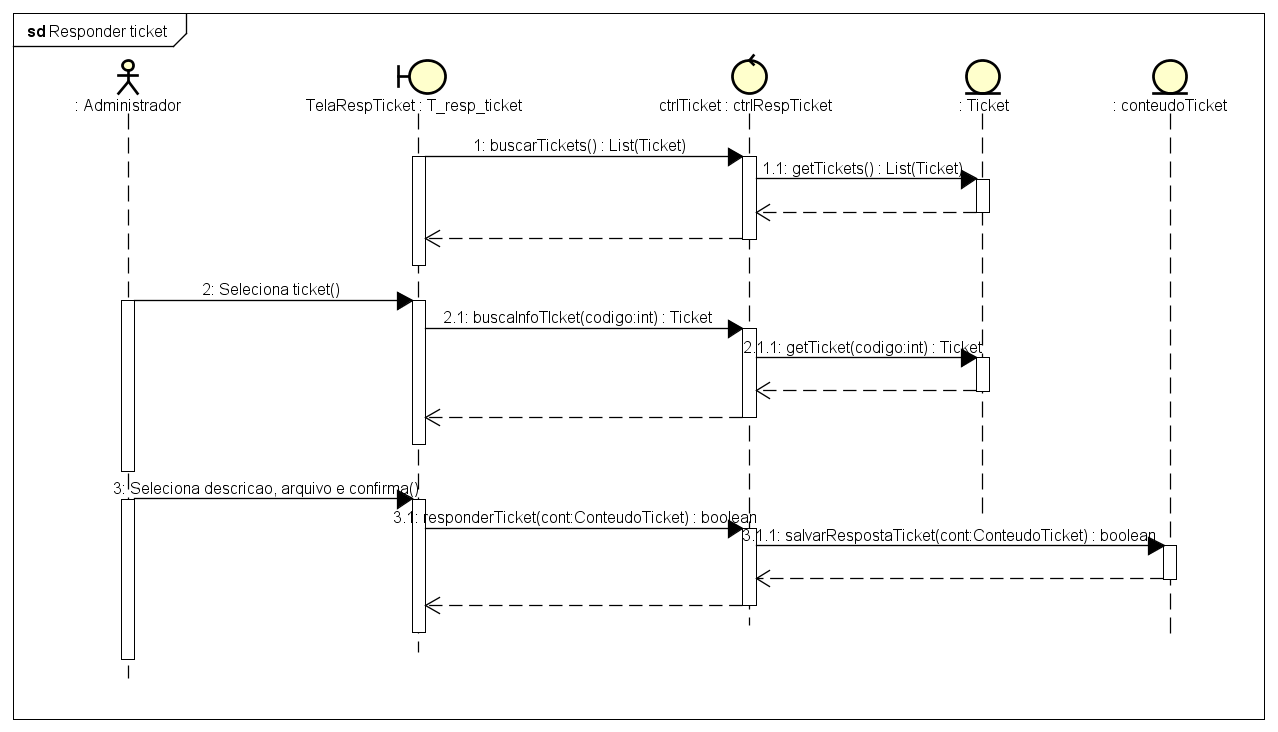 sd Responder ticket
: Administrador
TelaRespTicket : T_resp_ticket
ctrlTicket : ctrlRespTicket
: Ticket
: conteudoTicket
1: buscarTickets() : List(Ticket)
1.1: getTickets() : List(Ticket)
2: Seleciona ticket()
2.1: buscaInfoTIcket(codigo:int) : Ticket
2.1.1: getTicket(codigo:int) : Ticket
3: Seleciona descricao, arquivo e confirma()
3.1: responderTicket(cont:ConteudoTicket) : boolean
3.1.1: salvarRespostaTicket(cont:ConteudoTicket) : boolean